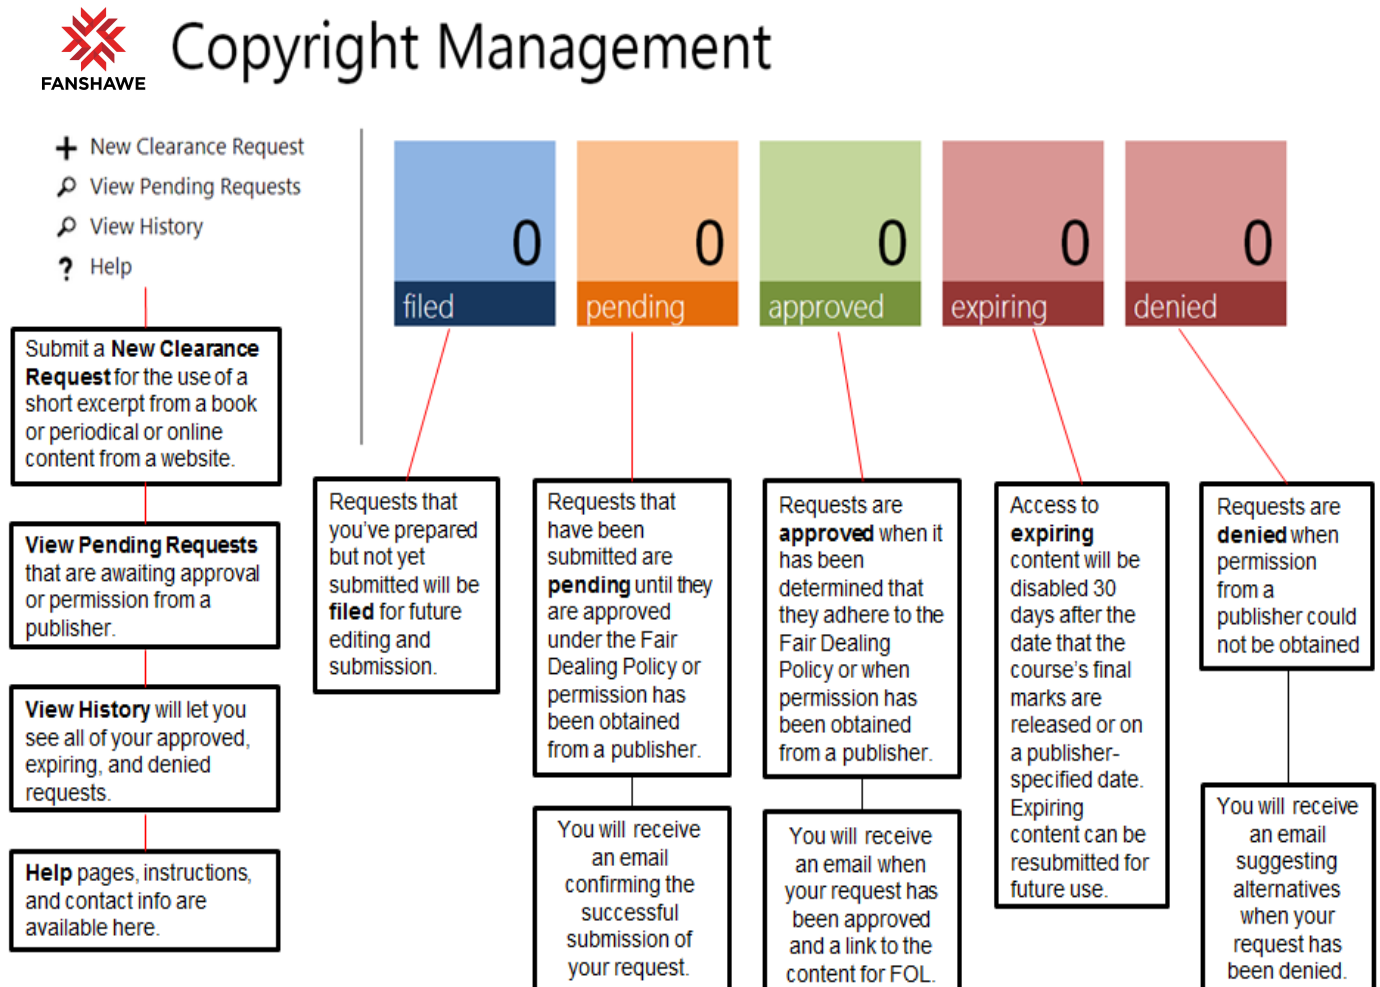 FANSHAWE
Copyright Management
New Clearance Request
View Pending Requests
View History
? Help
0
filed
0
pending
0
approved
0
expiring
0
denied
Submit a New Clearance
Request for the use of a
short excerpt from a book
or periodical or online
content from a website.
View Pending Requests
that are awaiting approval
or permission from a
publisher.
View History will let you
see all of your approved,
expiring, and denied
requests.
Help pages, instructions,
and contact info are
available here.
Requests that
you've prepared
but not yet
submitted will be
filed for future
editing and
submission.
Requests that
have been
submitted are
pending until they
are approved
under the Fair
Dealing Policy or
permission has
been obtained
from a publisher.
You will receive
an email
confirming the
successful
submission of
your request.
Requests are
approved when it
has been
determined that
they adhere to the
Fair Dealing
Policy or when
permission has
been obtained
from a publisher.
You will receive
an email when
your request has
been approved
and a link to the
content for FOL.
Access to
expiring
content will be
disabled 30
days after the
date that the
course's final
marks are
released or on
a publisher-
specified date.
Expiring
content can be
resubmitted for
future use.
Requests are
denied when
permission
from a
publisher could
not be obtained
You will receive
an email
suggesting
alternatives
when your
request has
been denied.